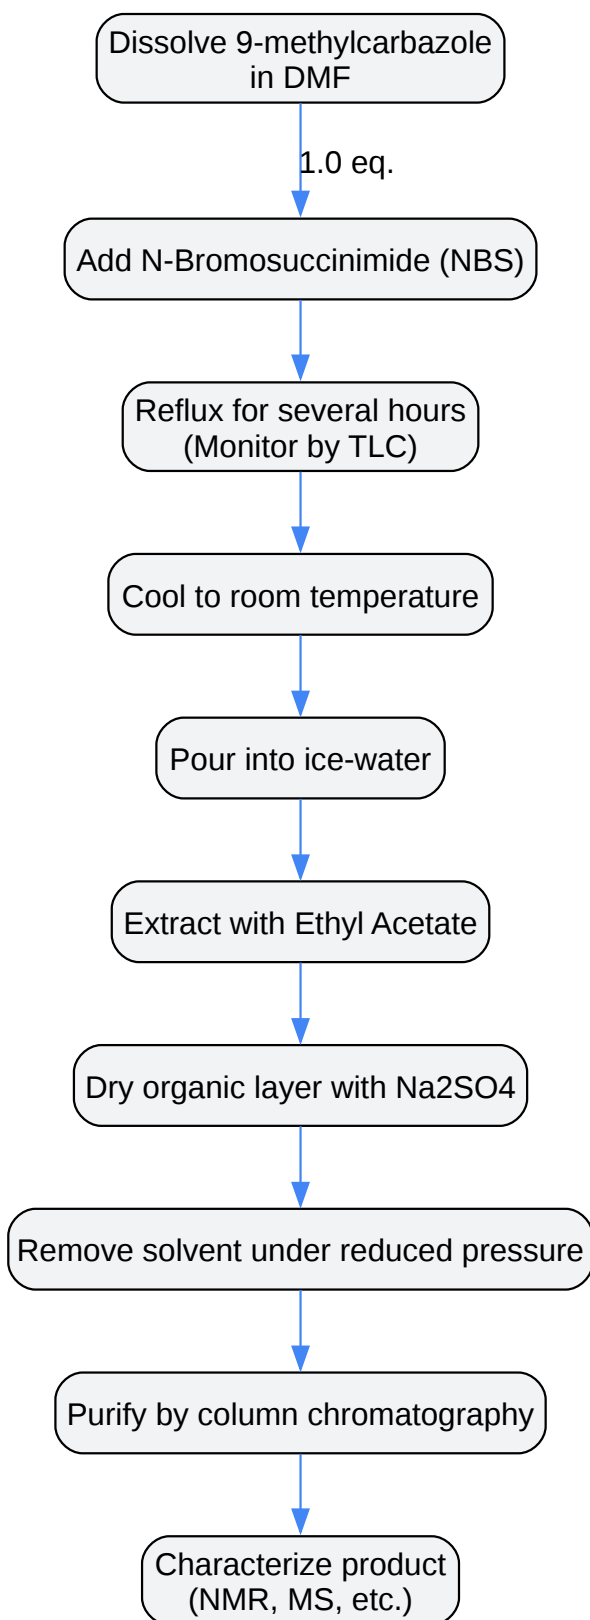 Dissolve 9-methylcarbazole
in DMF
1.0 eq.
Add N-Bromosuccinimide (NBS)
Reflux for several hours
(Monitor by TLC)
Cool to room temperature
Pour into ice-water
Extract with Ethyl Acetate
Dry organic layer with Na2SO4
Remove solvent under reduced pressure
Purify by column chromatography
Characterize product
(NMR, MS, etc.)